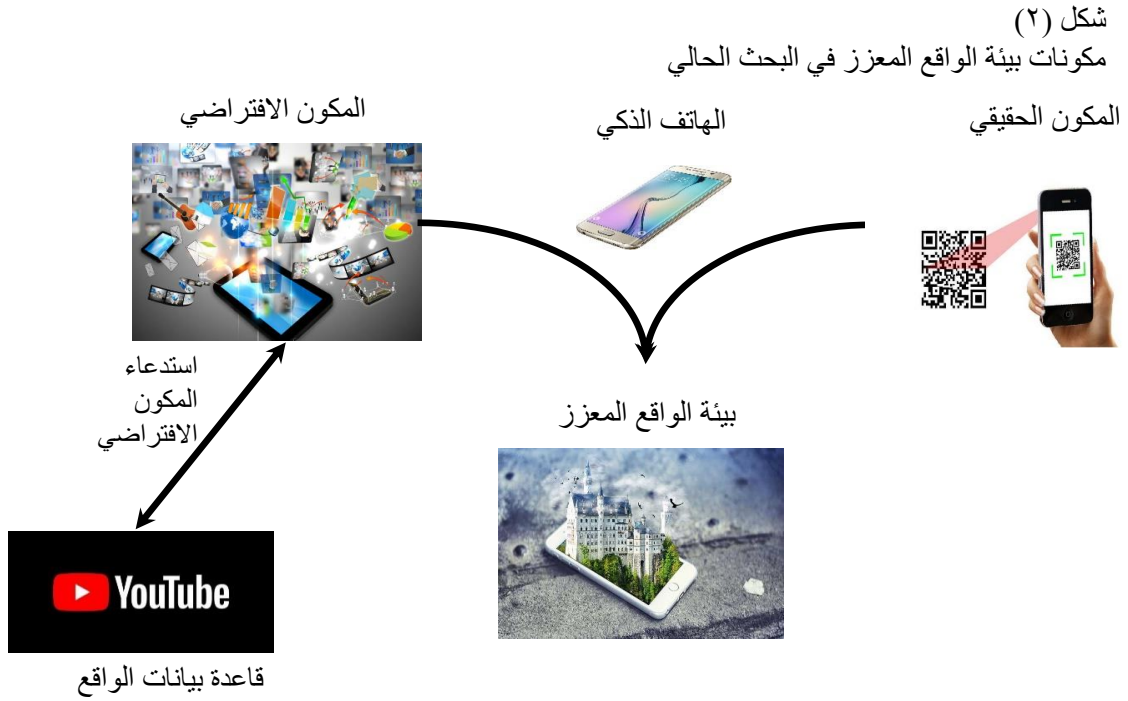 شكل (٢)
مكونات بيئة الواقع المعزز في البحث الحالي
المكون الحقيقي
الهاتف الذكي
المكون الافتراضي
استدعاء
المكون
الافتراضي
بيئة الواقع المعزز
YouTube
قاعدة بيانات الواقع